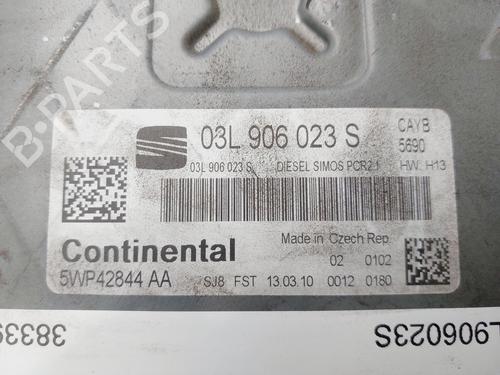 B-PARTS
03L 906 023 S CAYB
5690
03L 906 023 S DIESEL SIMOS PCR2.1 HW: H13
Continental Made in Czech Rep.
02 0102
5WP42844 AA SJ8 FST 13.03.10 0012 0180
38339
L906023S